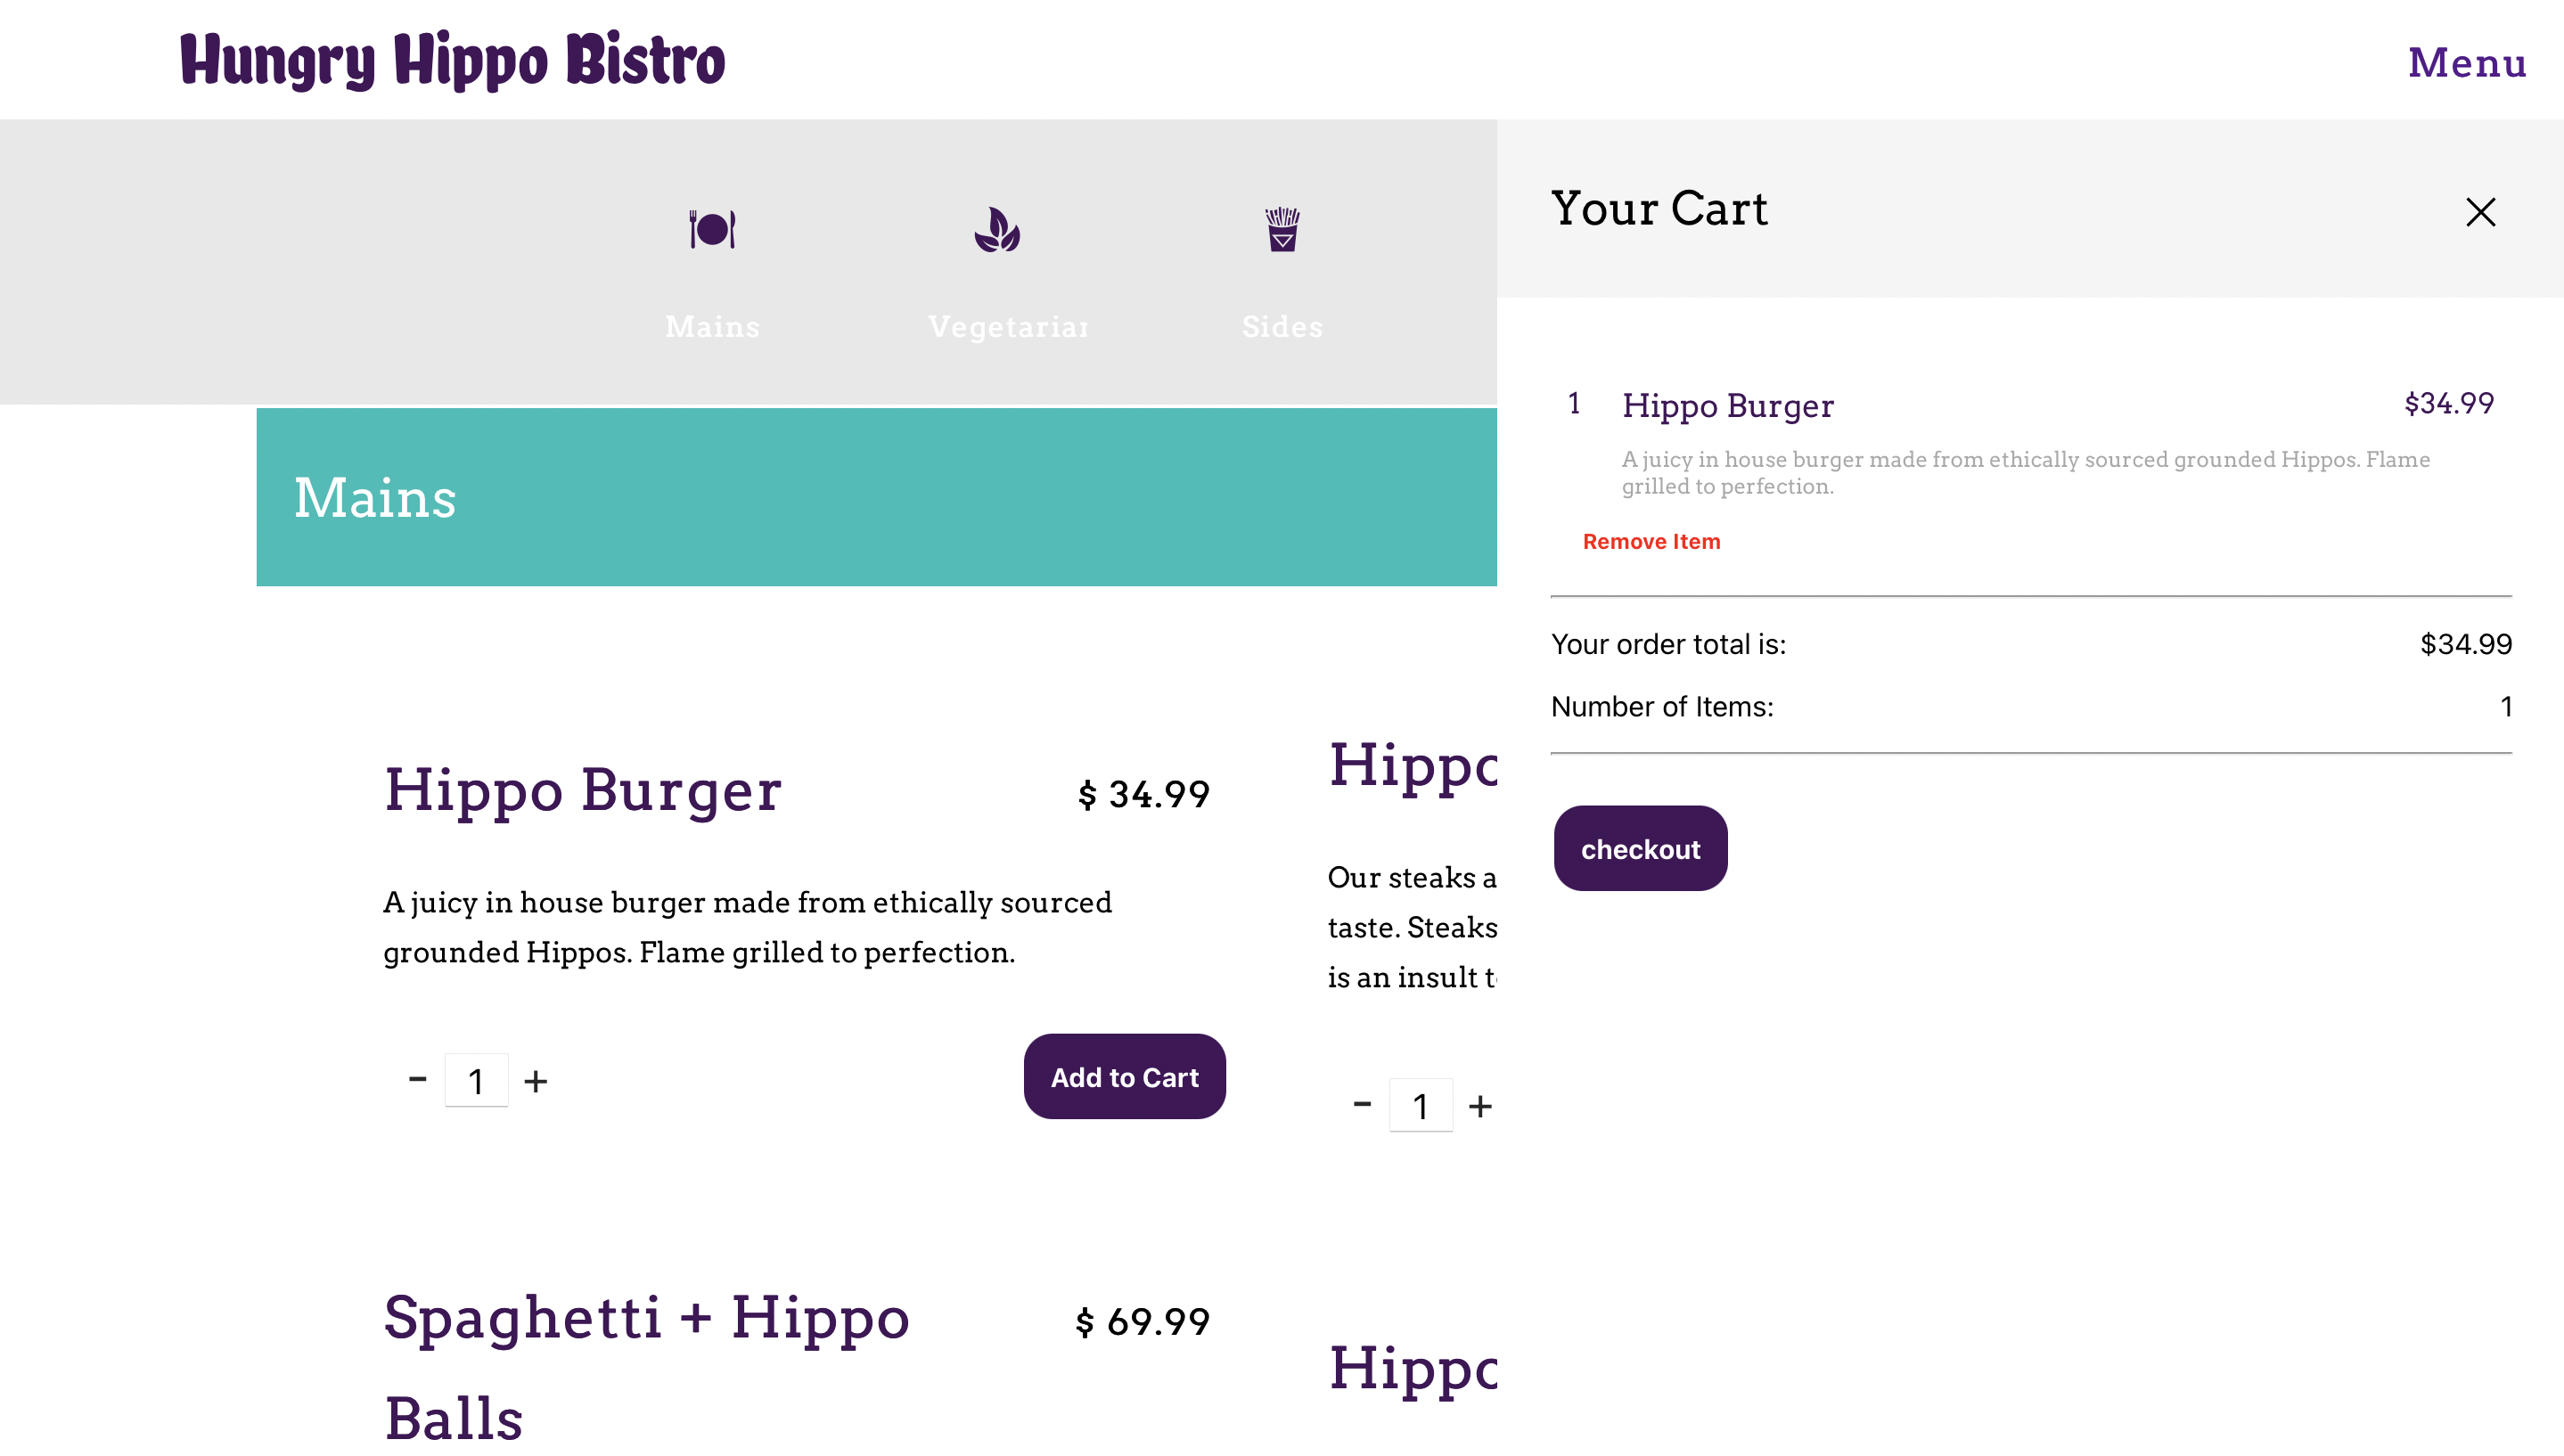 Hungry Hippo Bistro
Menu
Mains
Vegetarian
Sides
Mains
Hippo Burger
$ 34.99
A juicy in house burger made from ethically sourced
grounded Hippos. Flame grilled to perfection.
- 1 +
Add to Cart
Spaghetti + Hippo
Balls
$ 69.99
Hippo
Our steaks a
taste. Steaks
is an insult t
- 1 +
Hippo
Your Cart
1 Hippo Burger $34.99
A juicy in house burger made from ethically sourced grounded Hippos. Flame
grilled to perfection.
Remove Item
Your order total is: $34.99
Number of Items: 1
checkout